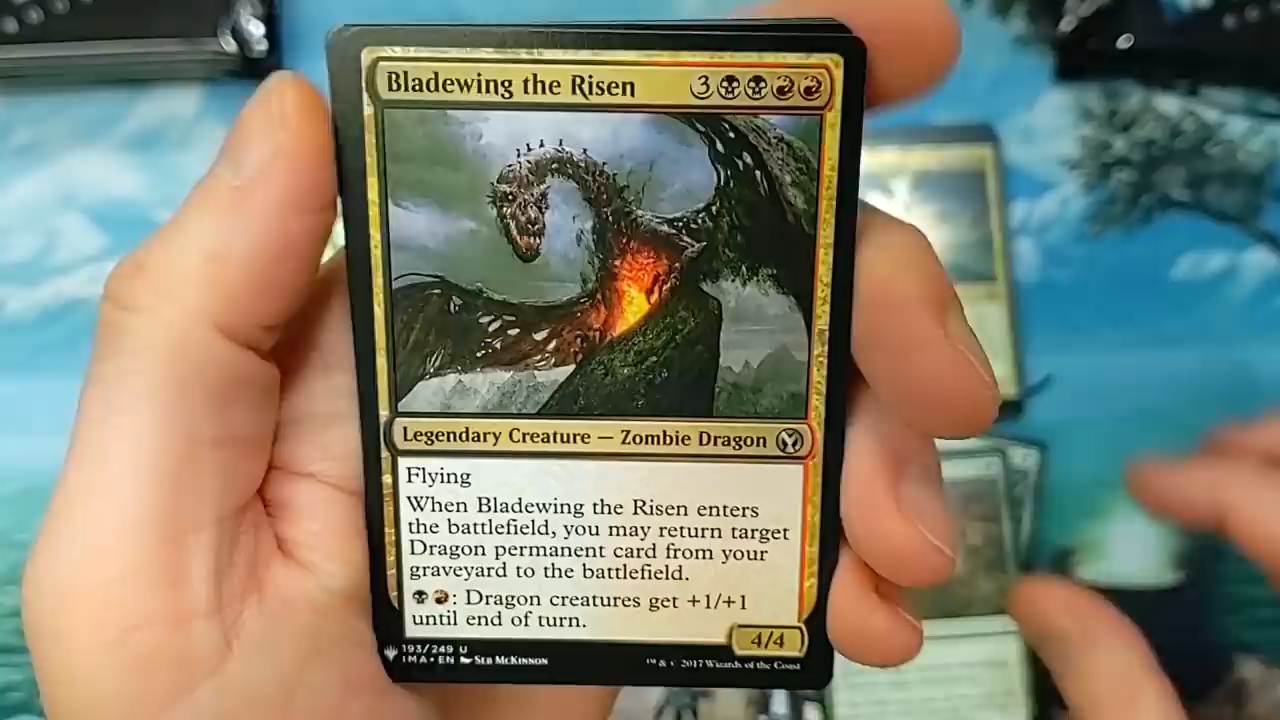 Bladewing the Risen 3
Legendary Creature — Zombie Dragon
Flying
When Bladewing the Risen enters
the battlefield, you may return target
Dragon permanent card from your
graveyard to the battlefield.
: Dragon creatures get +1/+1
until end of turn.
4/4
193/249 U
IMA • EN Seb McKinnon
™ & © 2017 Wizards of the Coast